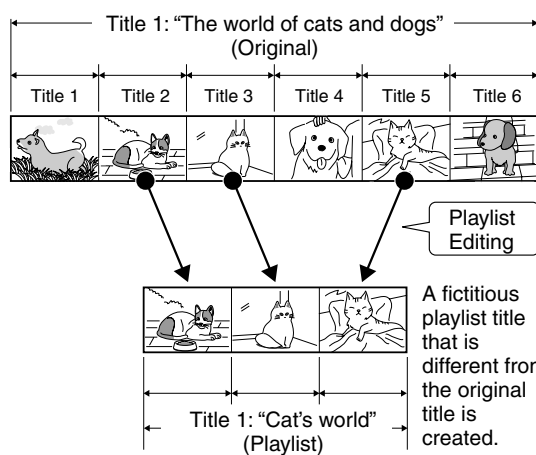 Title 1: “The world of cats and dogs”
(Original)
Title 1 Title 2 Title 3 Title 4 Title 5 Title 6
Playlist
Editing
A fictitious
playlist title
that is
different from
the original
title is
created.
Title 1: “Cat’s world”
(Playlist)